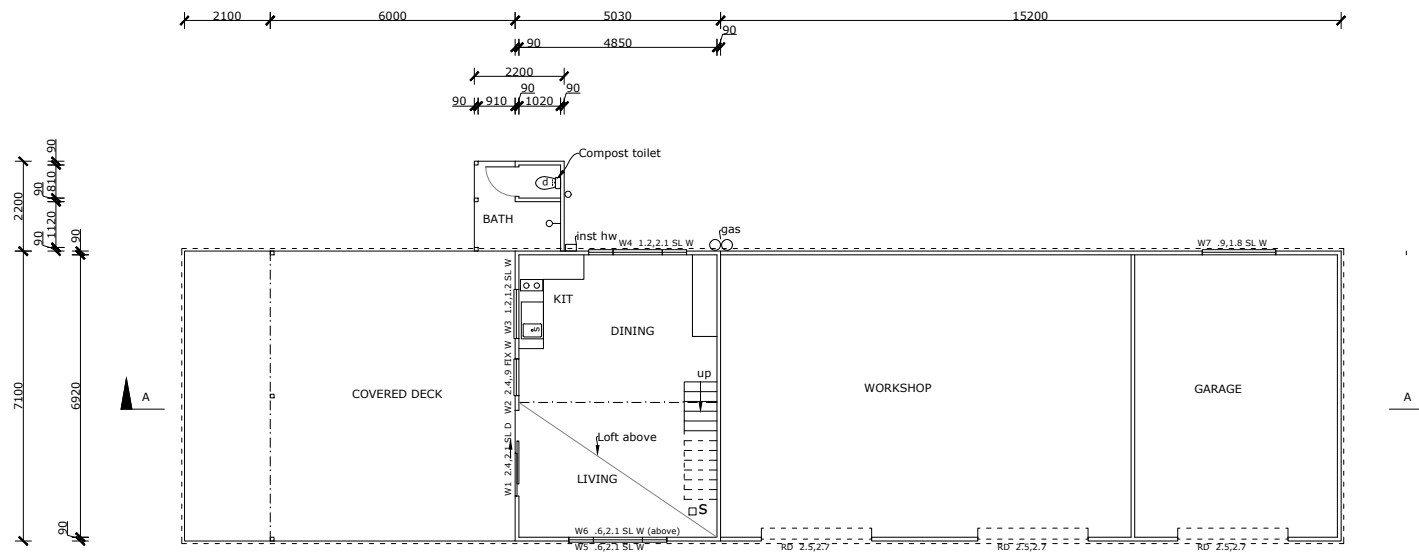 2100
6000
5030
15200
90
4850
90
2200
90
90
90
910
1020
90
810
90
1120
90
2200
90
6920
7100
90
Compost toilet
d
BATH
inst hw
gas
W4 1.2,2.1 SL W
W7 .9,1.8 SL W
W3 1.2,1.2 SL W
KIT
S
DINING
W2 2.4,.9 FIX W
up
COVERED DECK
WORKSHOP
GARAGE
A
A
W1 2.4,2.1 SL D
Loft above
LIVING
S
W6 .6,2.1 SL W (above)
W5 .6,2.1 SL W
RD 2.5,2.7
RD 2.5,2.7
RD 2.5,2.7